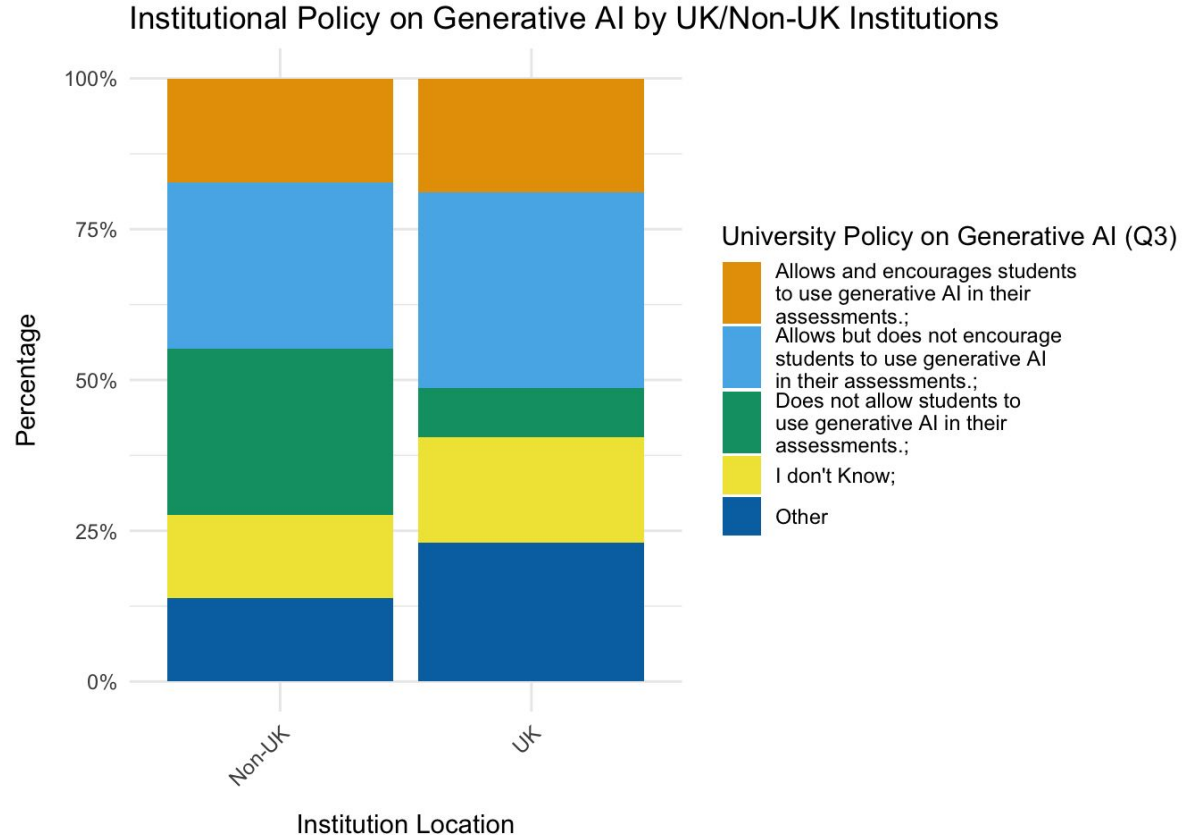 Institutional Policy on Generative AI by UK/Non-UK Institutions
100%
75%
50%
25%
0%
Percentage
Non-UK
UK
Institution Location
University Policy on Generative AI (Q3)
Allows and encourages students
to use generative AI in their
assessments.;
Allows but does not encourage
students to use generative AI
in their assessments.;
Does not allow students to
use generative AI in their
assessments.;
I don't Know;
Other